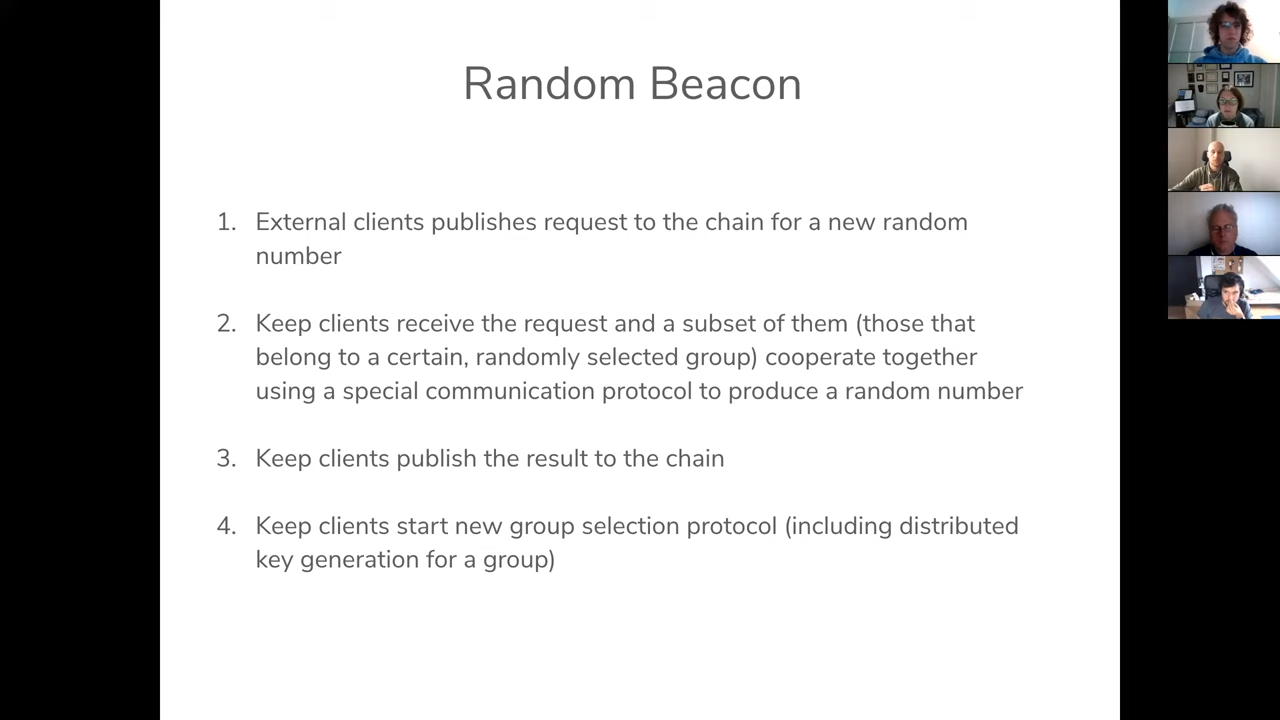 Random Beacon
1. External clients publishes request to the chain for a new random
number
2. Keep clients receive the request and a subset of them (those that
belong to a certain, randomly selected group) cooperate together
using a special communication protocol to produce a random number
3. Keep clients publish the result to the chain
4. Keep clients start new group selection protocol (including distributed
key generation for a group)